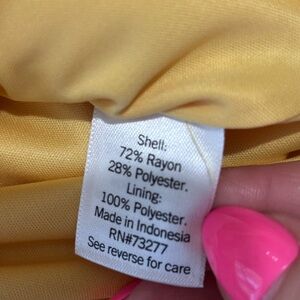 Shell:
72% Rayon
28% Polyester.
Lining:
100% Polyester.
Made in Indonesia
RN#73277
See reverse for care